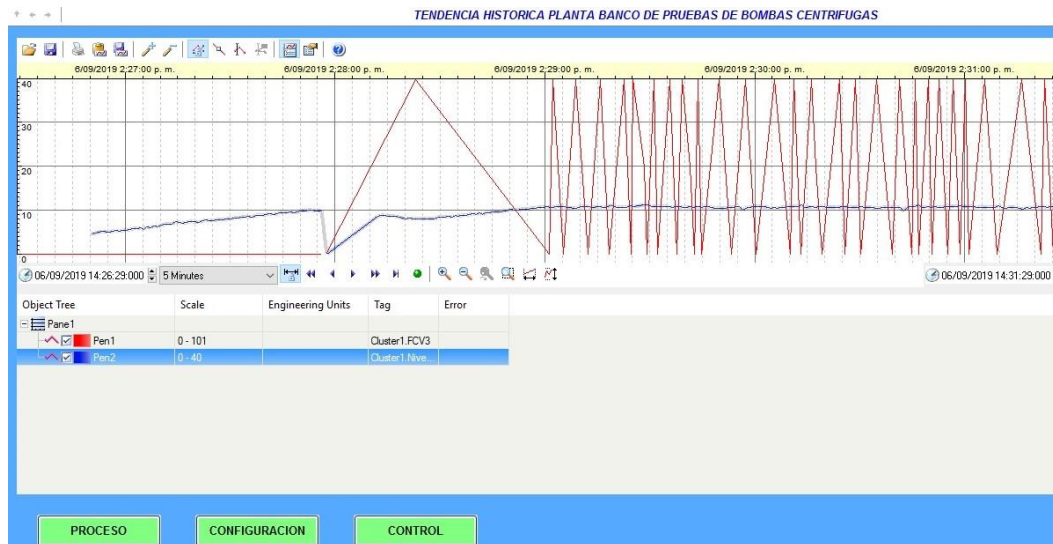 TENDENCIA HISTORICA PLANTA BANCO DE PRUEBAS DE BOMBAS CENTRIFUGAS
6/09/2019 2:27:00 p. m. 6/09/2019 2:28:00 p. m. 6/09/2019 2:29:00 p. m. 6/09/2019 2:30:00 p. m. 6/09/2019 2:31:00 p. m.
40
30
20
10
0
06/09/2019 14:26:29:000 5 Minutes 06/09/2019 14:31:29:000
Object Tree Scale Engineering Units Tag Error
Pane1
Pen1 0 - 101 Cluster1.FCV3
Pen2 0 - 40 Cluster1.Nive...
PROCESO CONFIGURACION CONTROL